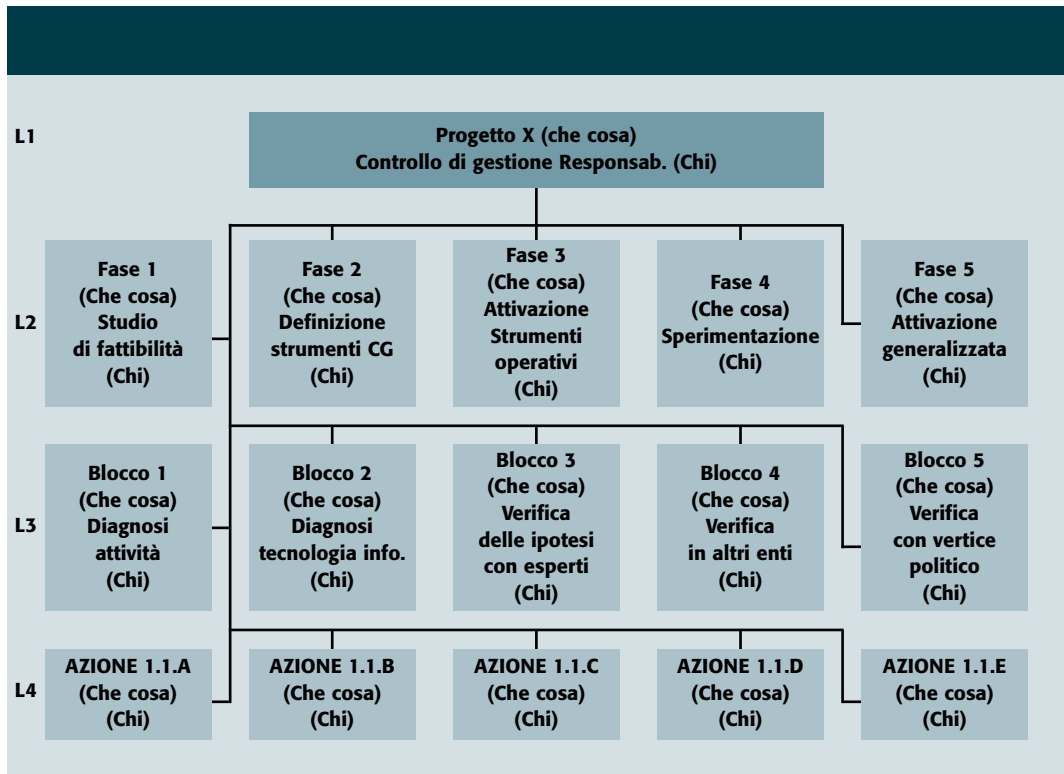 L1
Progetto X (che cosa)
Controllo di gestione Responsab. (Chi)
L2
Fase 1
(Che cosa)
Studio
di fattibilità
(Chi)
Fase 2
(Che cosa)
Definizione
strumenti CG
(Chi)
Fase 3
(Che cosa)
Attivazione
Strumenti
operativi
(Chi)
Fase 4
(Che cosa)
Sperimentazione
(Chi)
Fase 5
(Che cosa)
Attivazione
generalizzata
(Chi)
L3
Blocco 1
(Che cosa)
Diagnosi
attività
(Chi)
Blocco 2
(Che cosa)
Diagnosi
tecnologia info.
(Chi)
Blocco 3
(Che cosa)
Verifica
delle ipotesi
con esperti
(Chi)
Blocco 4
(Che cosa)
Verifica
in altri enti
(Chi)
Blocco 5
(Che cosa)
Verifica
con vertice
politico
(Chi)
L4
AZIONE 1.1.A
(Che cosa)
(Chi)
AZIONE 1.1.B
(Che cosa)
(Chi)
AZIONE 1.1.C
(Che cosa)
(Chi)
AZIONE 1.1.D
(Che cosa)
(Chi)
AZIONE 1.1.E
(Che cosa)
(Chi)